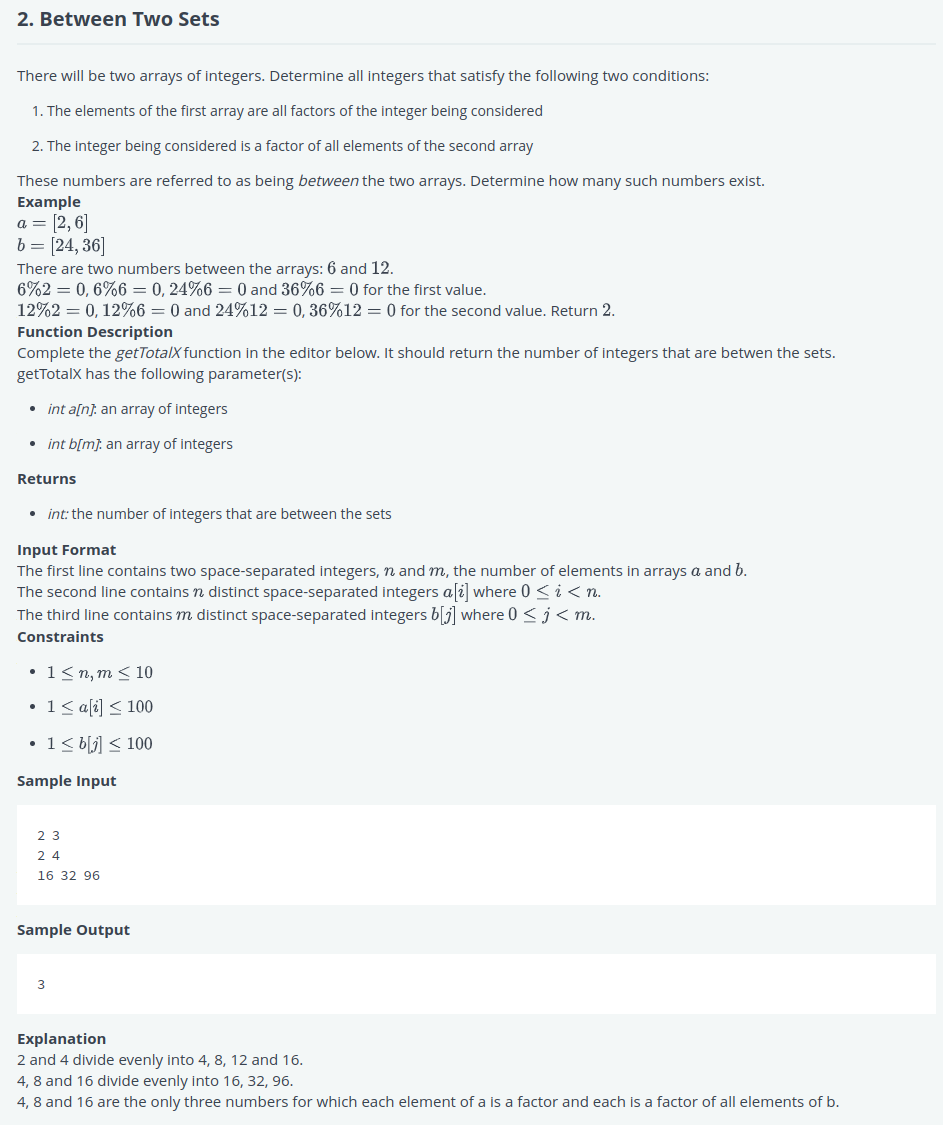 2. Between Two Sets
There will be two arrays of integers. Determine all integers that satisfy the following two conditions:
1. The elements of the first array are all factors of the integer being considered
2. The integer being considered is a factor of all elements of the second array
These numbers are referred to as being between the two arrays. Determine how many such numbers exist.
Example
a = [2, 6]
b = [24, 36]
There are two numbers between the arrays: 6 and 12.
6%2 = 0, 6%6 = 0, 24%6 = 0 and 36%6 = 0 for the first value.
12%2 = 0, 12%6 = 0 and 24%12 = 0, 36%12 = 0 for the second value. Return 2.
Function Description
Complete the getTotalX function in the editor below. It should return the number of integers that are betwen the sets.
getTotalX has the following parameter(s):
• int a[n]: an array of integers
• int b[m]: an array of integers
Returns
• int: the number of integers that are between the sets
Input Format
The first line contains two space-separated integers, n and m, the number of elements in arrays a and b.
The second line contains n distinct space-separated integers a[i] where 0 ≤ i < n.
The third line contains m distinct space-separated integers b[j] where 0 ≤ j < m.
Constraints
• 1 ≤ n, m ≤ 10
• 1 ≤ a[i] ≤ 100
• 1 ≤ b[j] ≤ 100
Sample Input
2 3
2 4
16 32 96
Sample Output
3
Explanation
2 and 4 divide evenly into 4, 8, 12 and 16.
4, 8 and 16 divide evenly into 16, 32, 96.
4, 8 and 16 are the only three numbers for which each element of a is a factor and each is a factor of all elements of b.